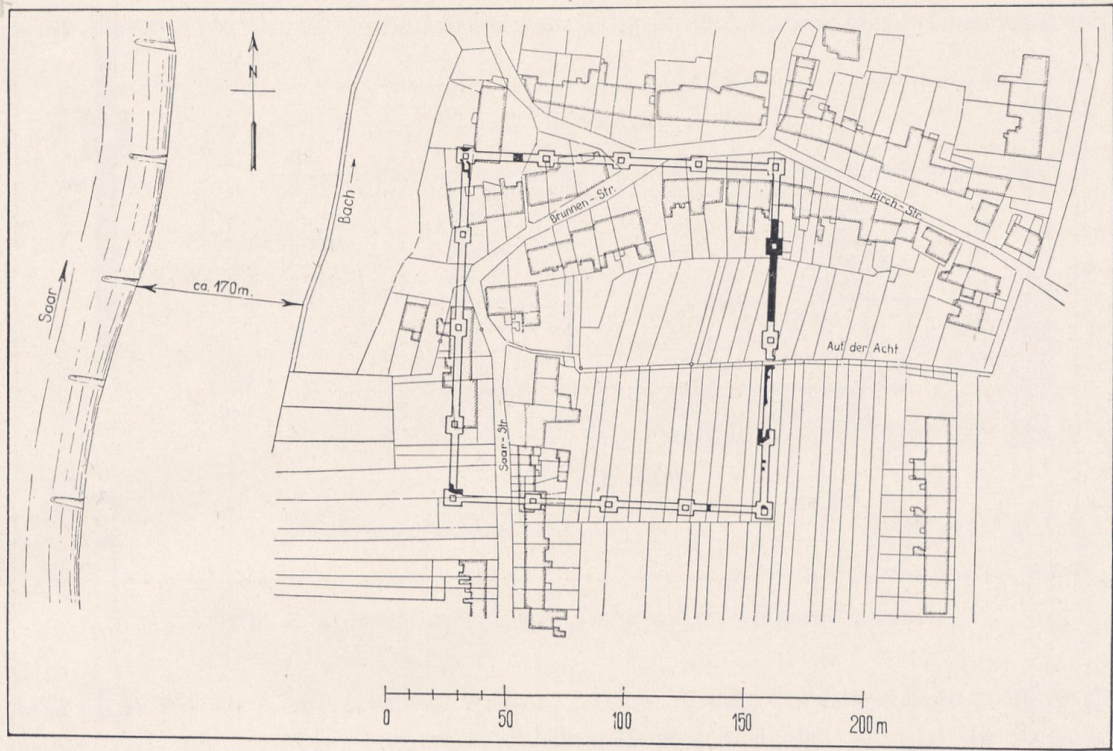 N
Bach
Saar
ca. 170m.
Brunnen-Str.
Kirch-Str.
Auf der Acht
Saar-Str.
0 50 100 150 200 m